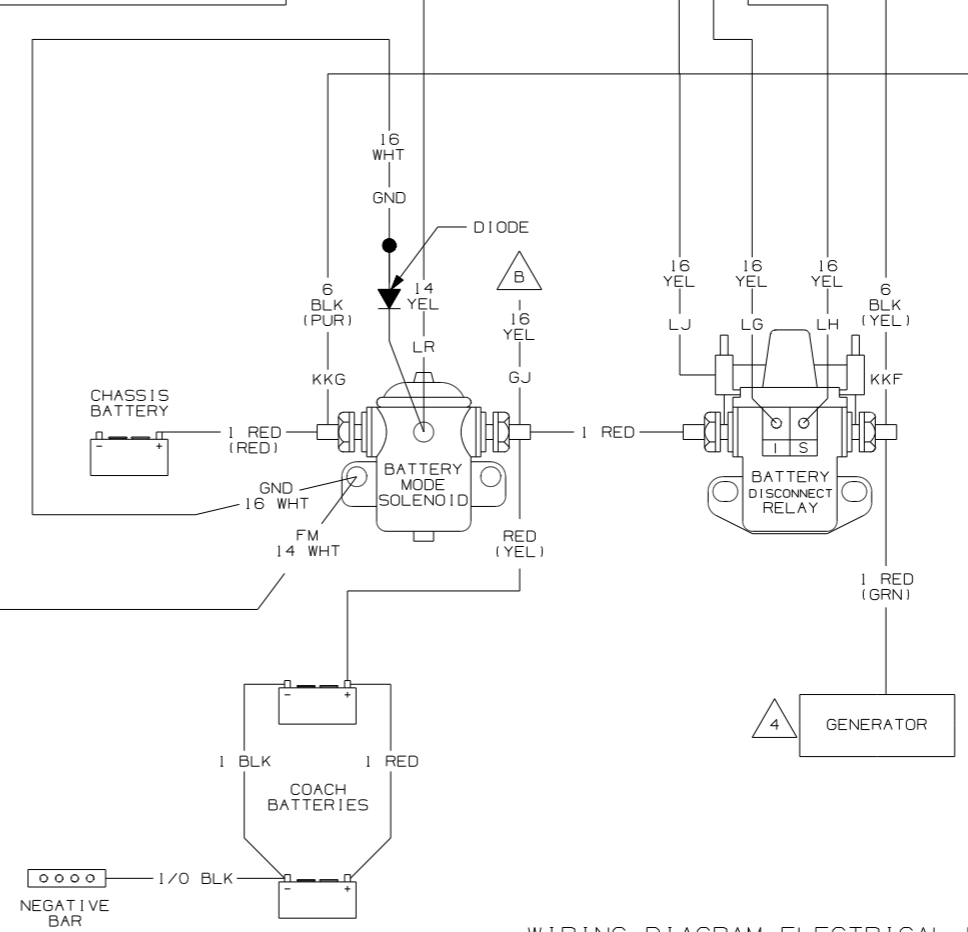 16
WHT
GND
DIODE
B
6
BLK
(PUR)
14
YEL
16
YEL
16
YEL
16
YEL
16
YEL
6
BLK
(YEL)
LR
LJ
LG
LH
KKG
GJ
KKF
CHASSIS
BATTERY
- +
1 RED
(RED)
1 RED
I S
BATTERY
MODE
SOLENOID
BATTERY
DISCONNECT
RELAY
GND
16 WHT
FM
14 WHT
RED
(YEL)
1 RED
(GRN)
- +
4
GENERATOR
1 BLK
1 RED
COACH
BATTERIES
1/0 BLK
- +
NEGATIVE
BAR
WIRING DIAGRAM ELECTRICAL